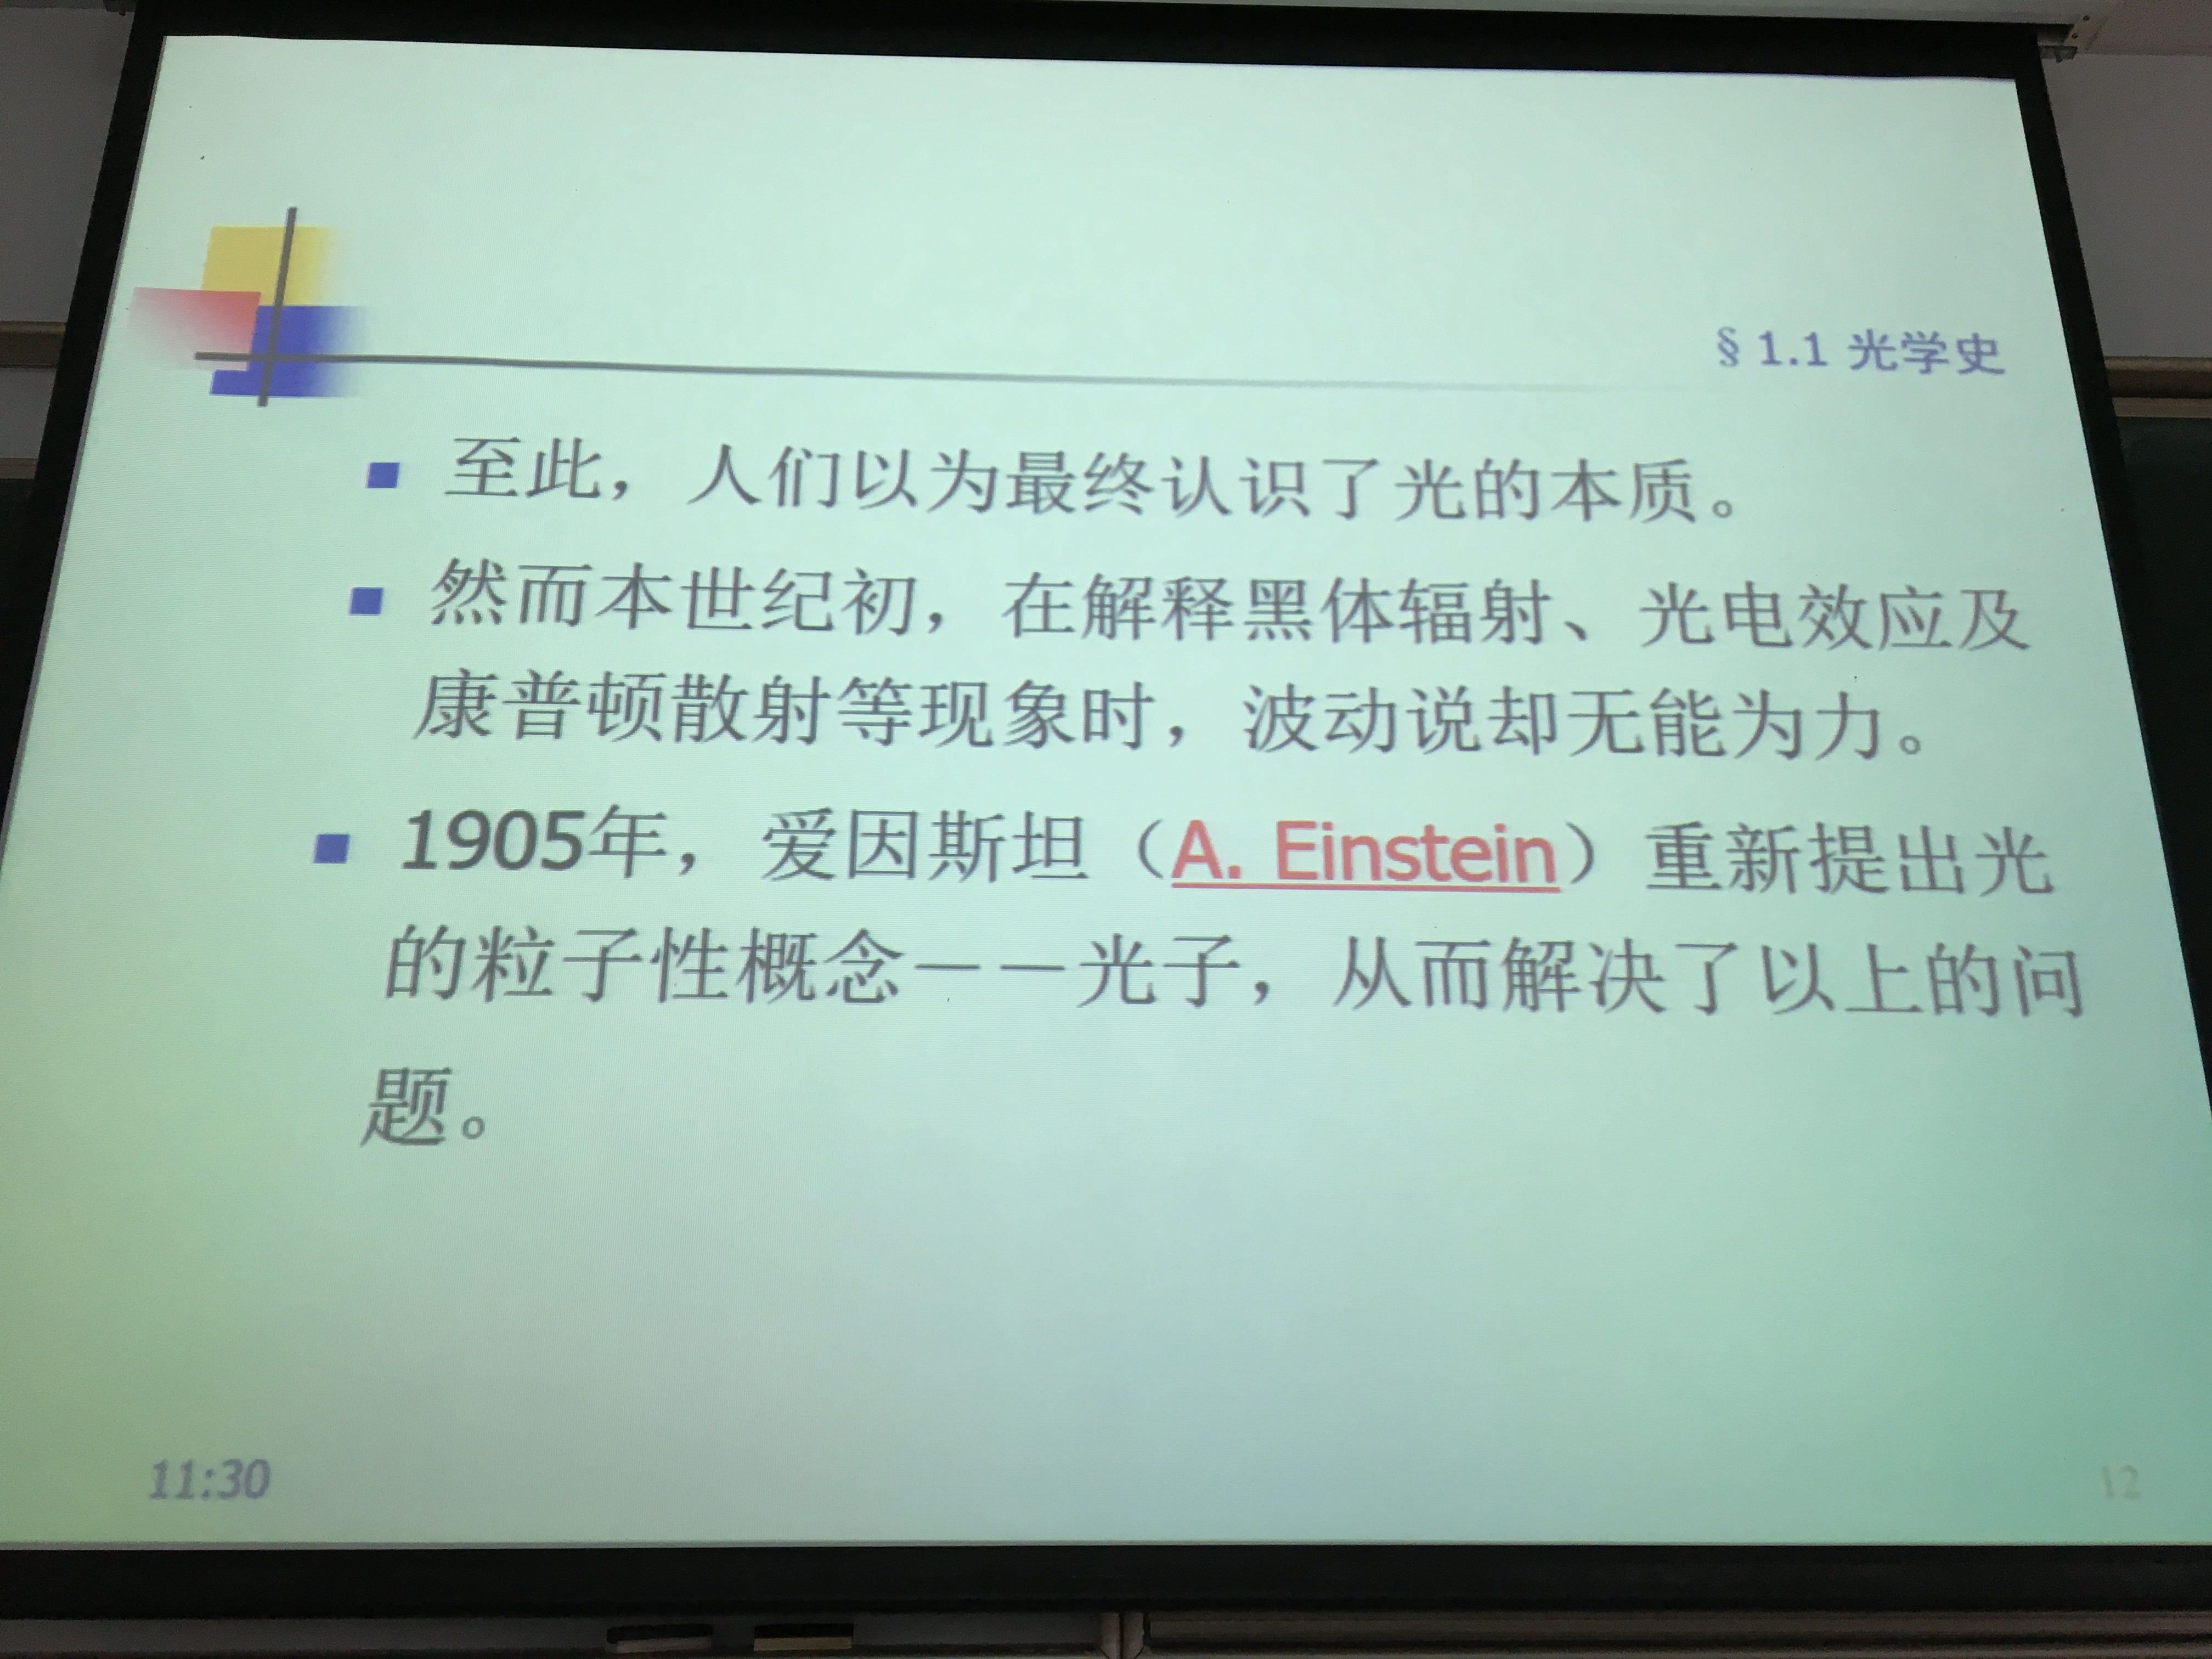 §1.1 光学史
至此，人们以为最终认识了光的本质。
然而本世纪初，在解释黑体辐射、光电效应及
康普顿散射等现象时，波动说却无能为力。
1905年，爱因斯坦（A. Einstein）重新提出光
的粒子性概念－－光子，从而解决了以上的问
题。
11:30
12